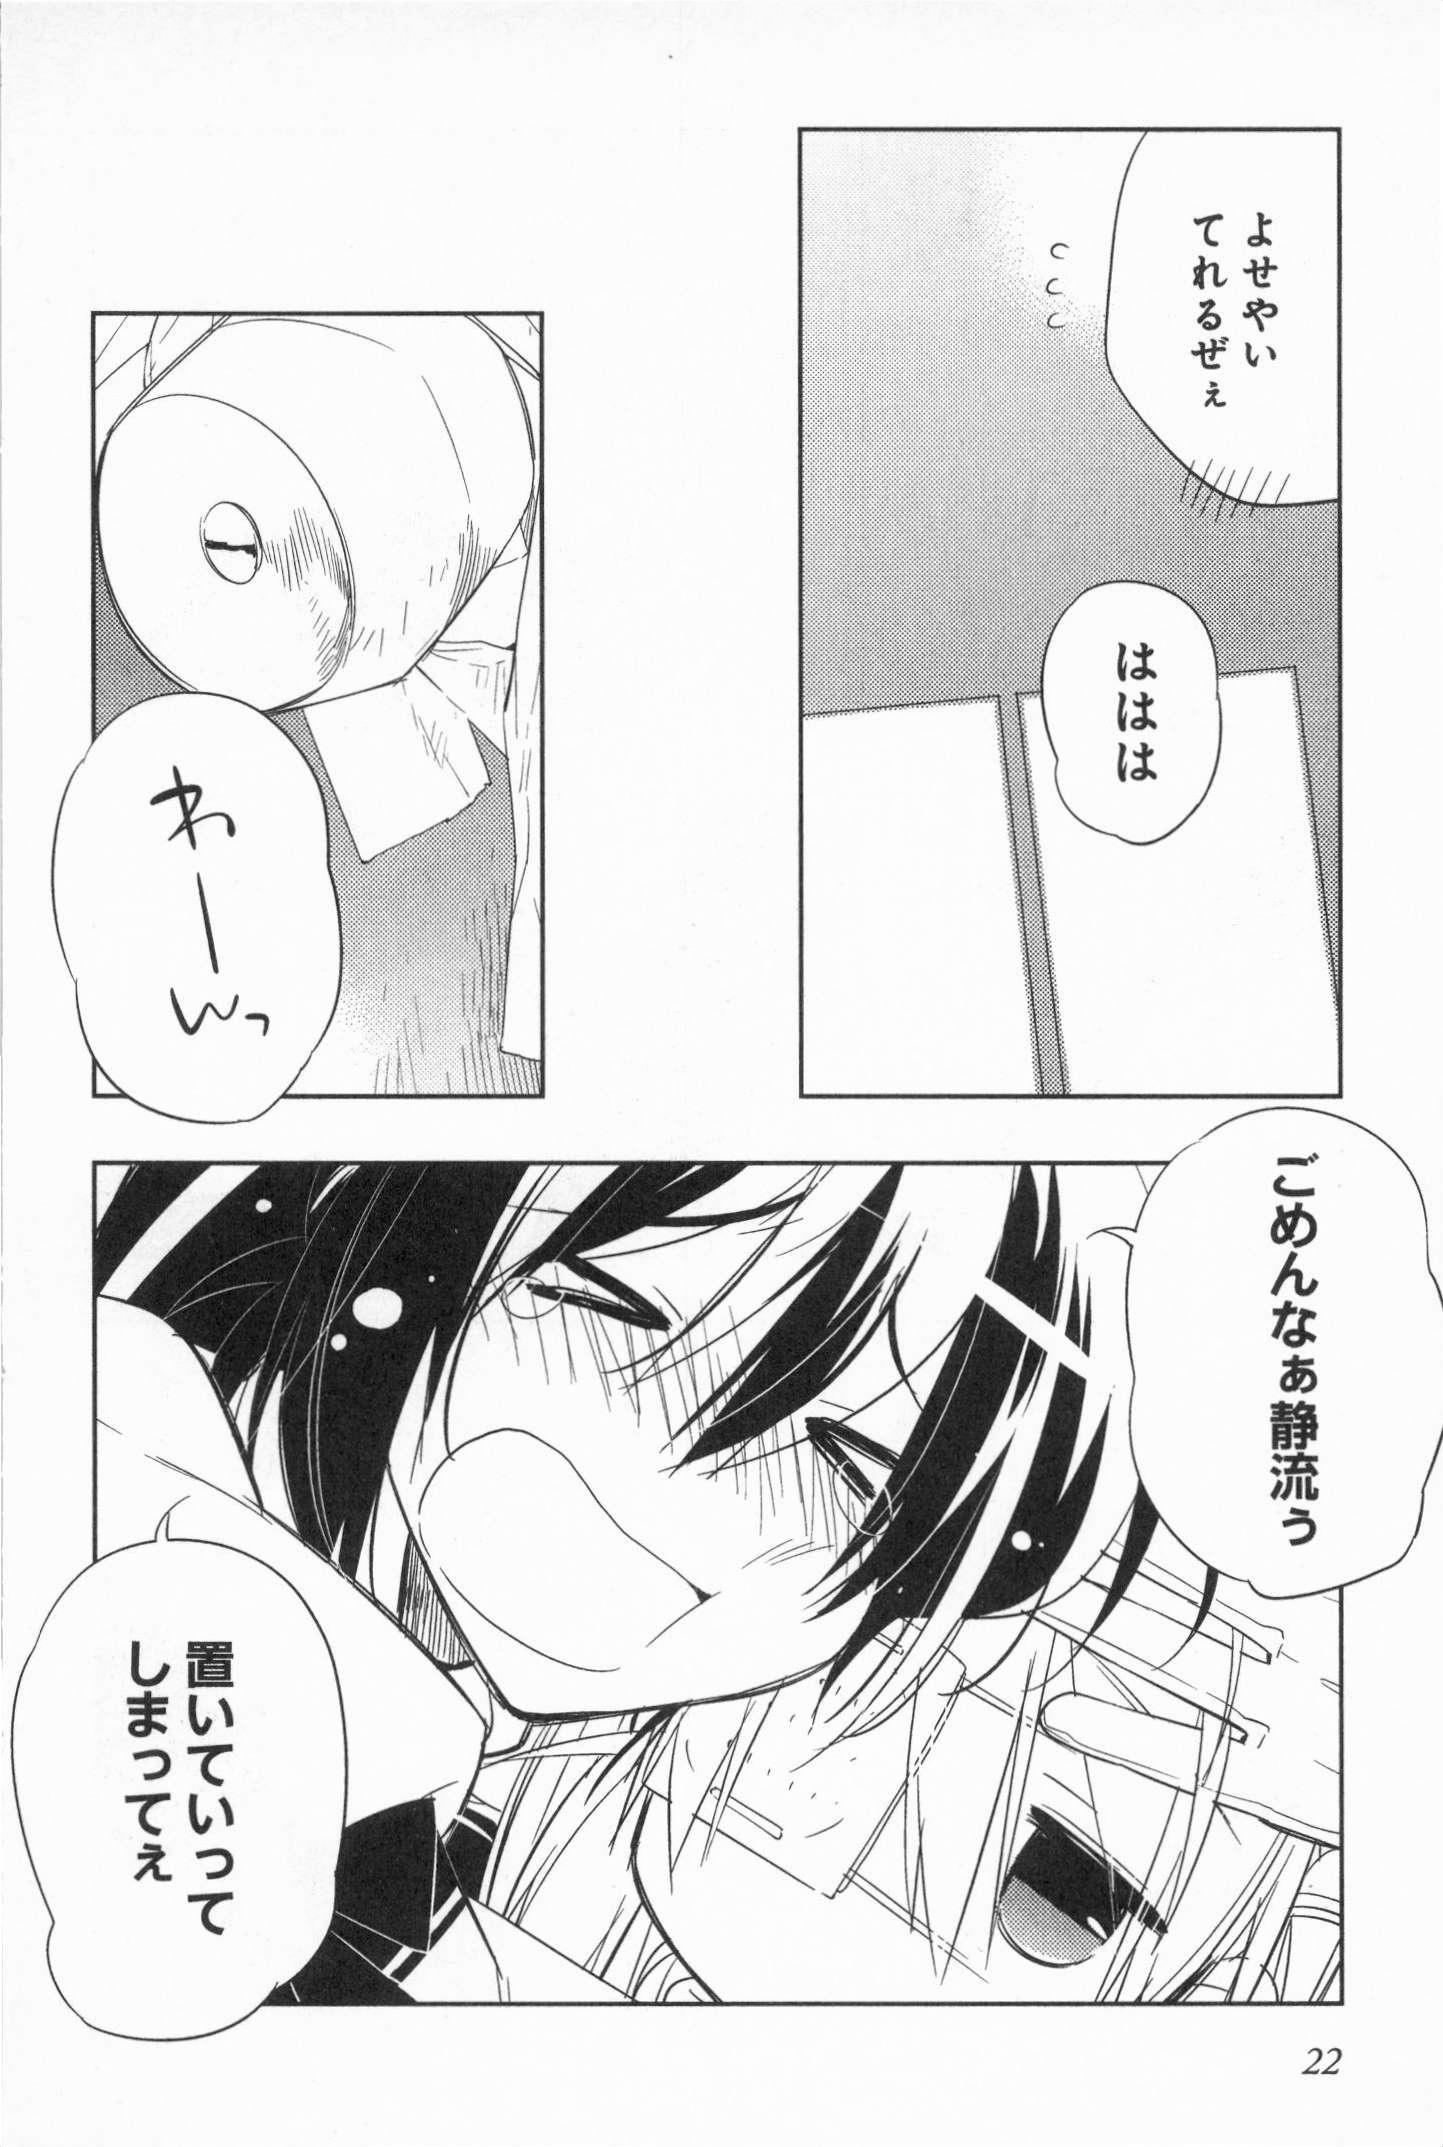 よせやい
てれるぜぇ
ははは
わーんっ
ごめんなぁ静流ぅ
置いていって
しまってぇ
22